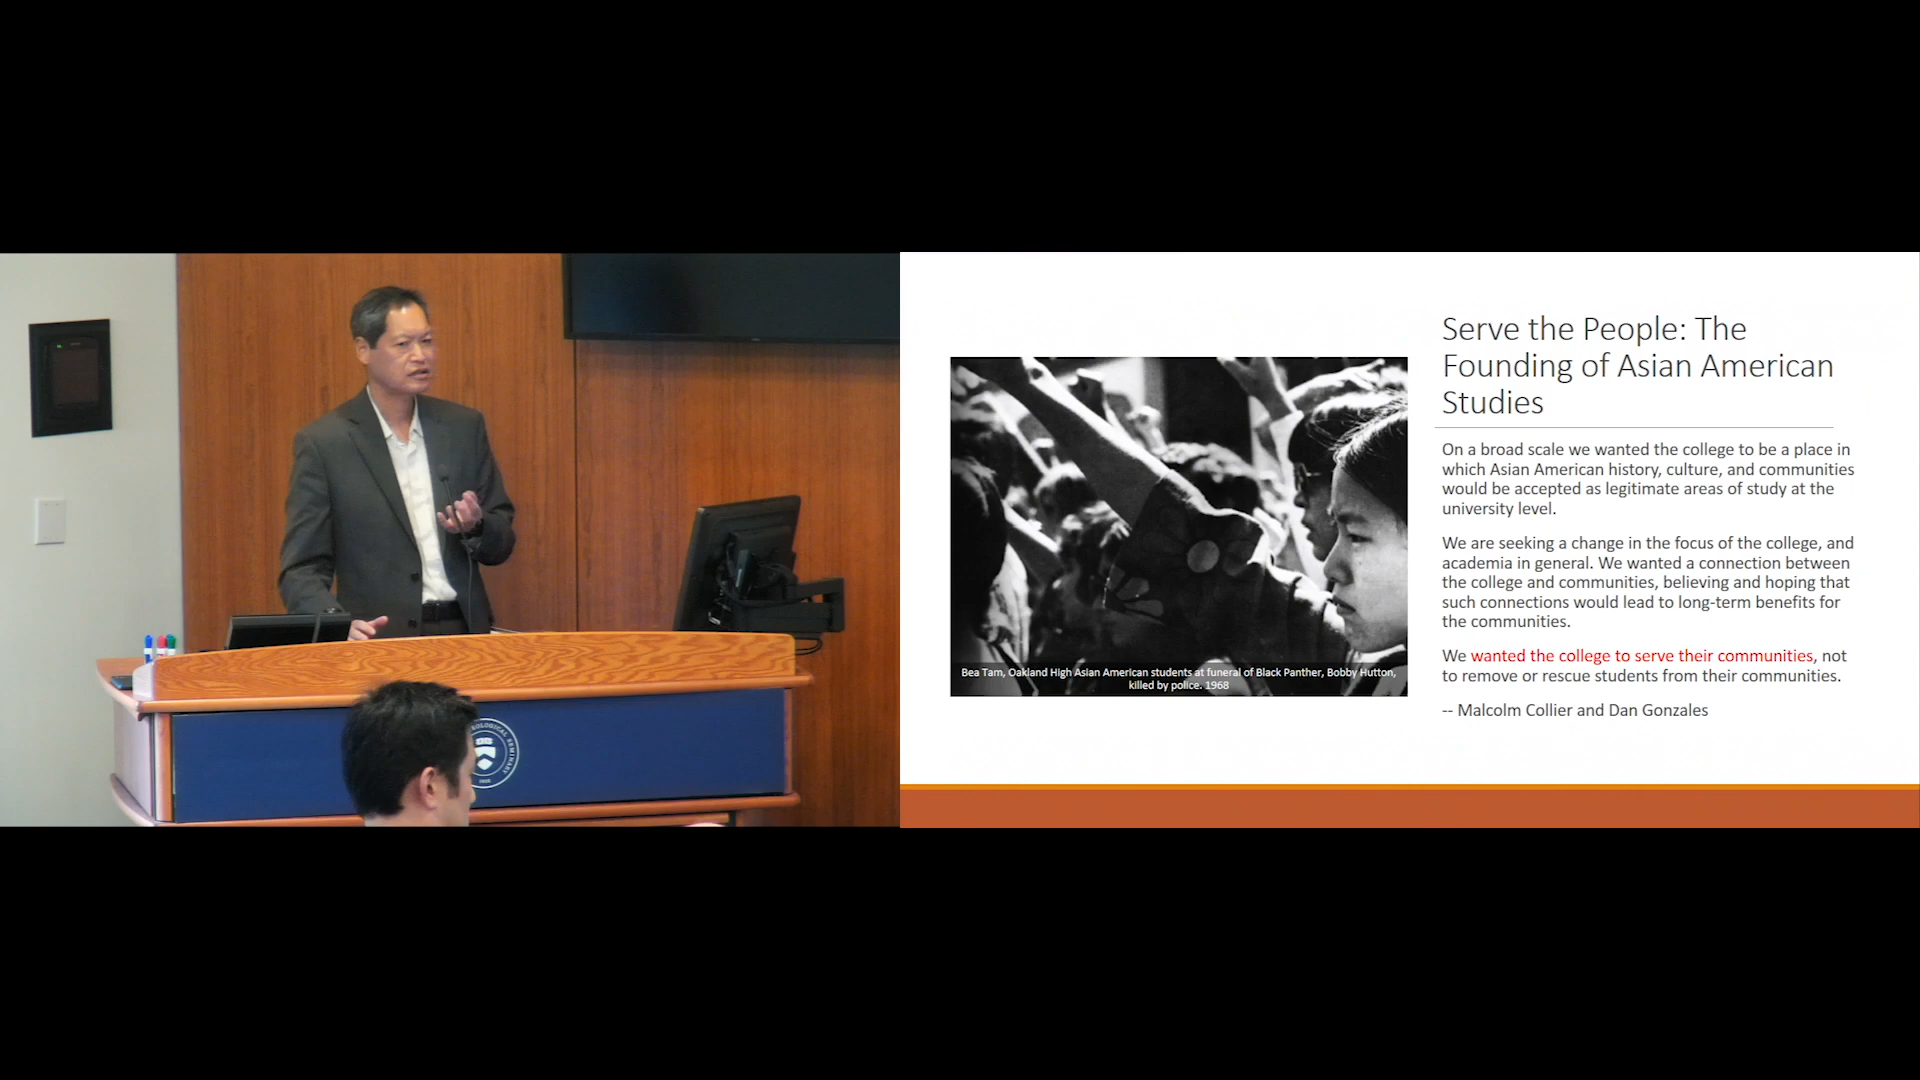 OLOGICAL SEMINARY
Serve the People: The
Founding of Asian American
Studies
On a broad scale we wanted the college to be a place in
which Asian American history, culture, and communities
would be accepted as legitimate areas of study at the
university level.
We are seeking a change in the focus of the college, and
academia in general. We wanted a connection between
the college and communities, believing and hoping that
such connections would lead to long-term benefits for
the communities.
We wanted the college to serve their communities, not
to remove or rescue students from their communities.
-- Malcolm Collier and Dan Gonzales
Bea Tam, Oakland High Asian American students at funeral of Black Panther, Bobby Hutton,
killed by police. 1968